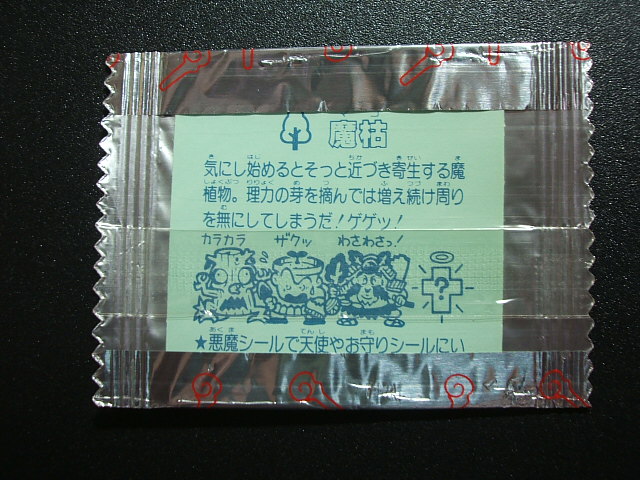 魔枯
気にし始めるとそっと近づき寄生する魔
植物。理力の芽を摘んでは増え続け周り
を無にしてしまうだ!ゲゲッ!
カラカラ ザクッ わさわさっ!
?
★悪魔シールで天使やお守りシールにい